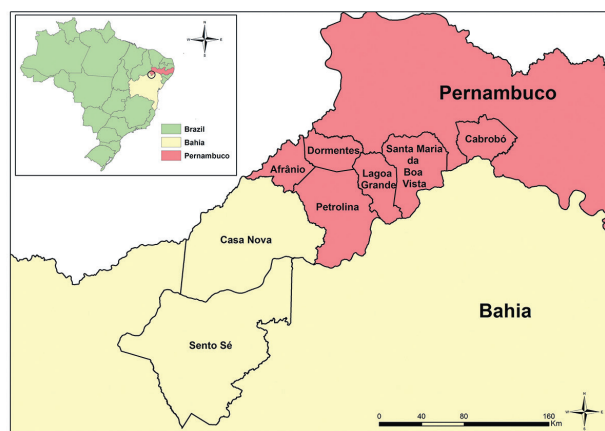 N
W
E
S
Brazil
Bahia
Pernambuco
Pernambuco
Cabrobó
Santa Maria
da
Boa
Vista
Dormentes
Lagoa
Grande
Afrânio
Petrolina
Casa Nova
Sento Sé
Bahia
N
W
E
S
0
40
80
160
Km